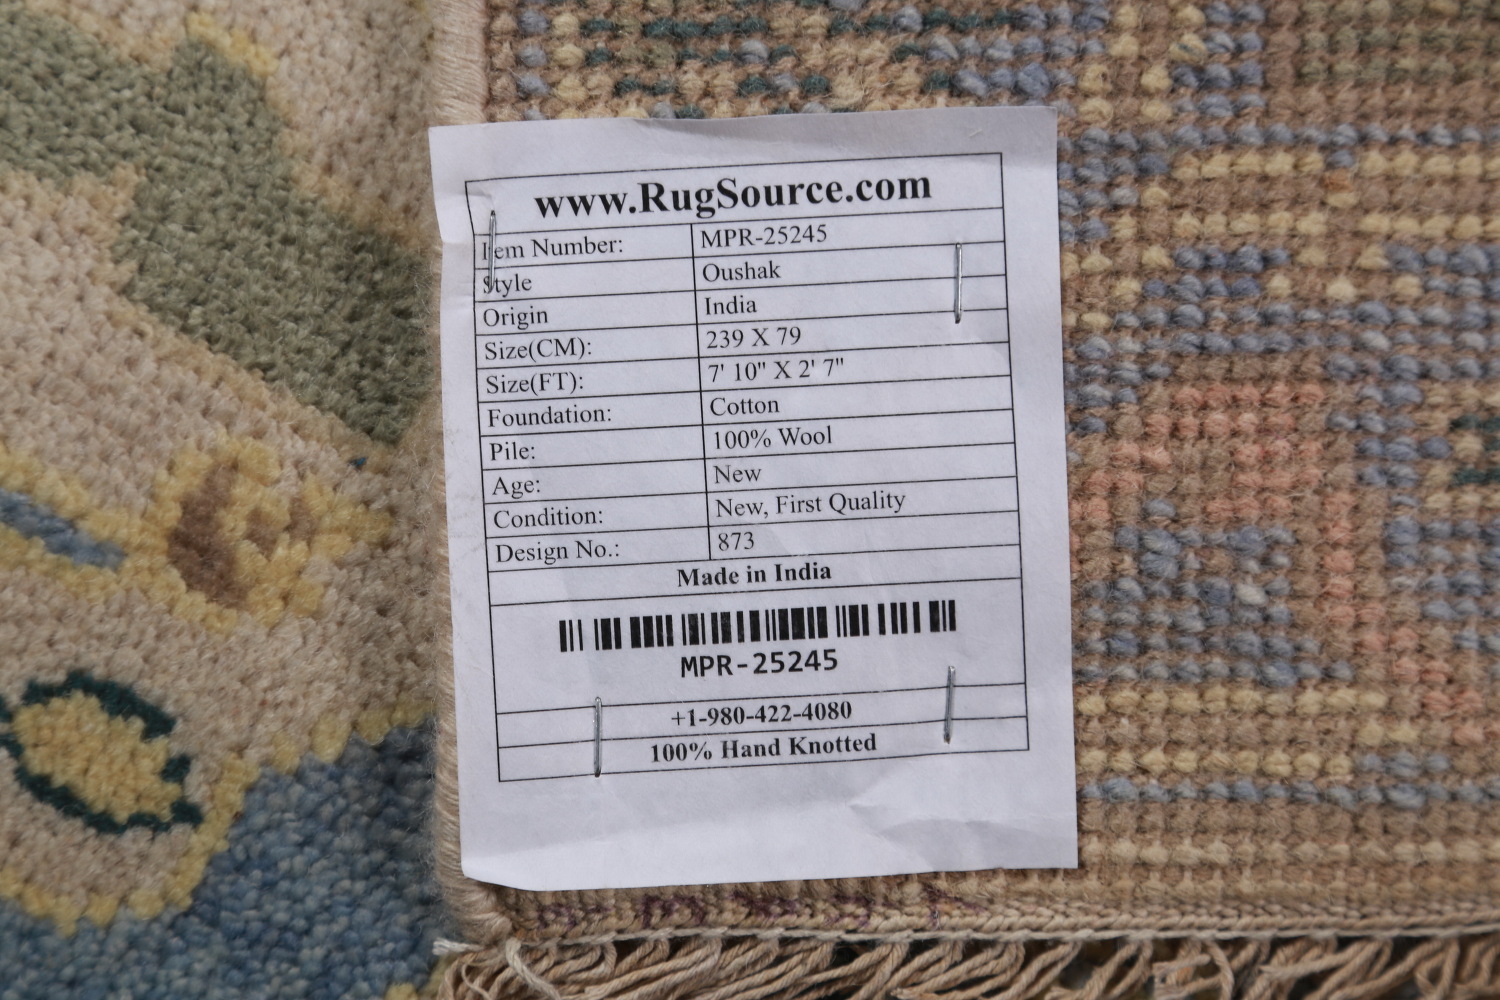 www.RugSource.com
Item Number: MPR-25245
Style Oushak
Origin India
Size(CM): 239 X 79
Size(FT): 7' 10" X 2' 7"
Foundation: Cotton
Pile: 100% Wool
Age: New
Condition: New, First Quality
Design No.: 873
Made in India
MPR-25245
+1-980-422-4080
100% Hand Knotted